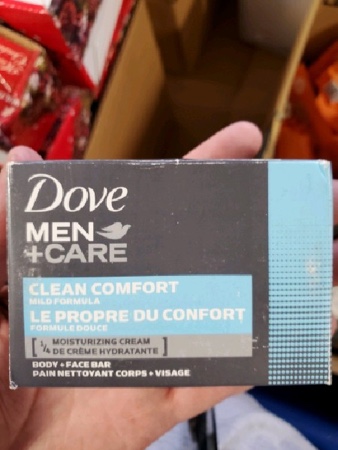 Dove
MEN
+CARE
CLEAN COMFORT
MILD FORMULA
LE PROPRE DU CONFORT
FORMULE DOUCE
[ 1/4 MOISTURIZING CREAM
DE CRÈME HYDRATANTE ]
BODY + FACE BAR
PAIN NETTOYANT CORPS + VISAGE